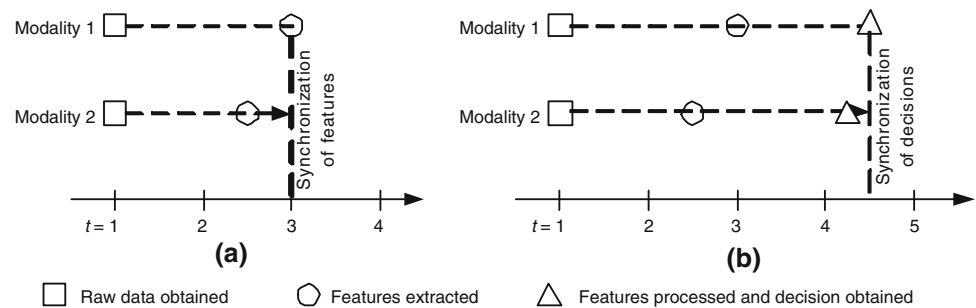 Modality 1
Modality 2
Synchronization
of features
t = 1 2 3 4
(a)
Modality 1
Modality 2
Synchronization
of decisions
t = 1 2 3 4 5
(b)
Raw data obtained Features extracted Features processed and decision obtained